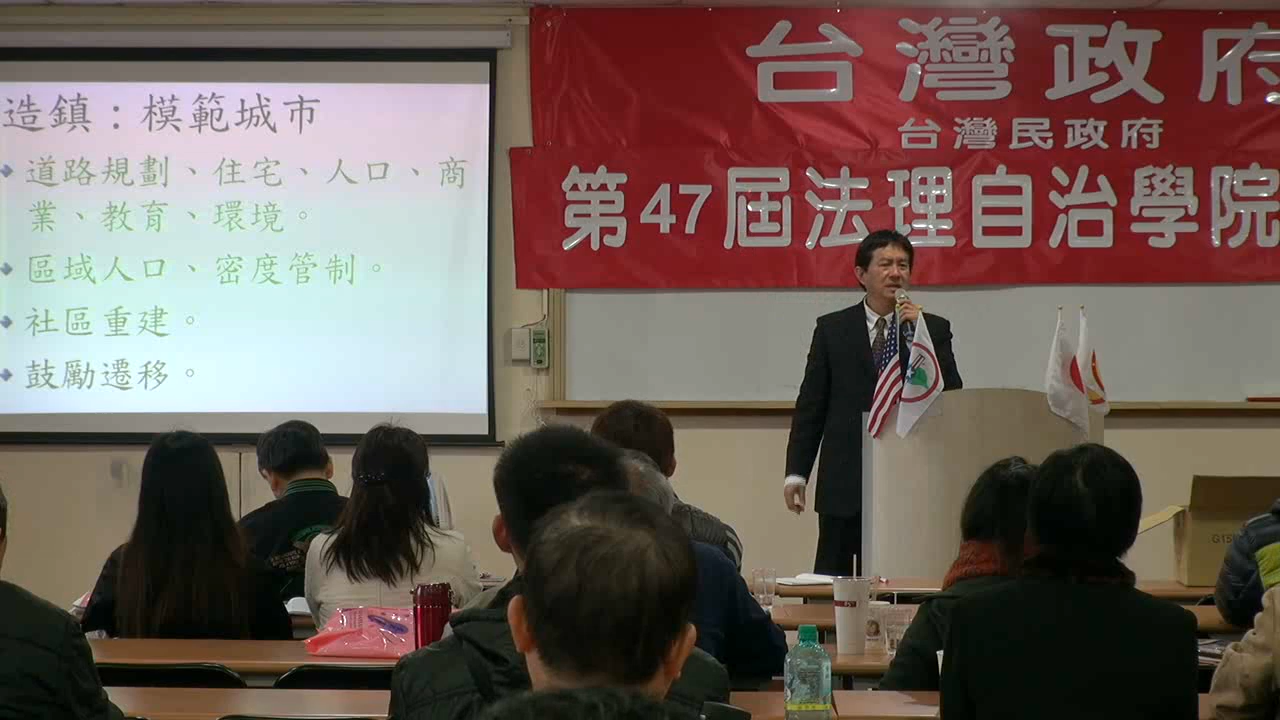 造鎮：模範城市
道路規劃、住宅、人口、商
業、教育、環境。
區域人口、密度管制。
社區重建。
鼓勵遷移。
台灣政府
台灣民政府
第47屆法理自治學院